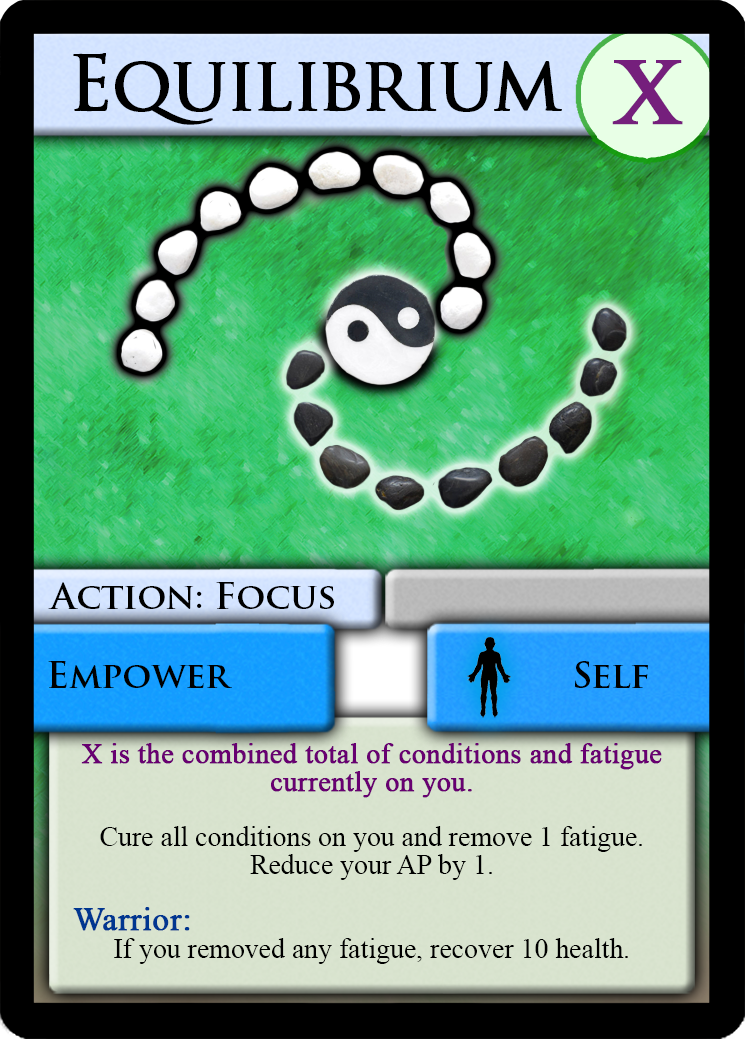 Equilibrium
X
Action: Focus
Empower
Self
X is the combined total of conditions and fatigue
currently on you.
Cure all conditions on you and remove 1 fatigue.
Reduce your AP by 1.
Warrior:
If you removed any fatigue, recover 10 health.